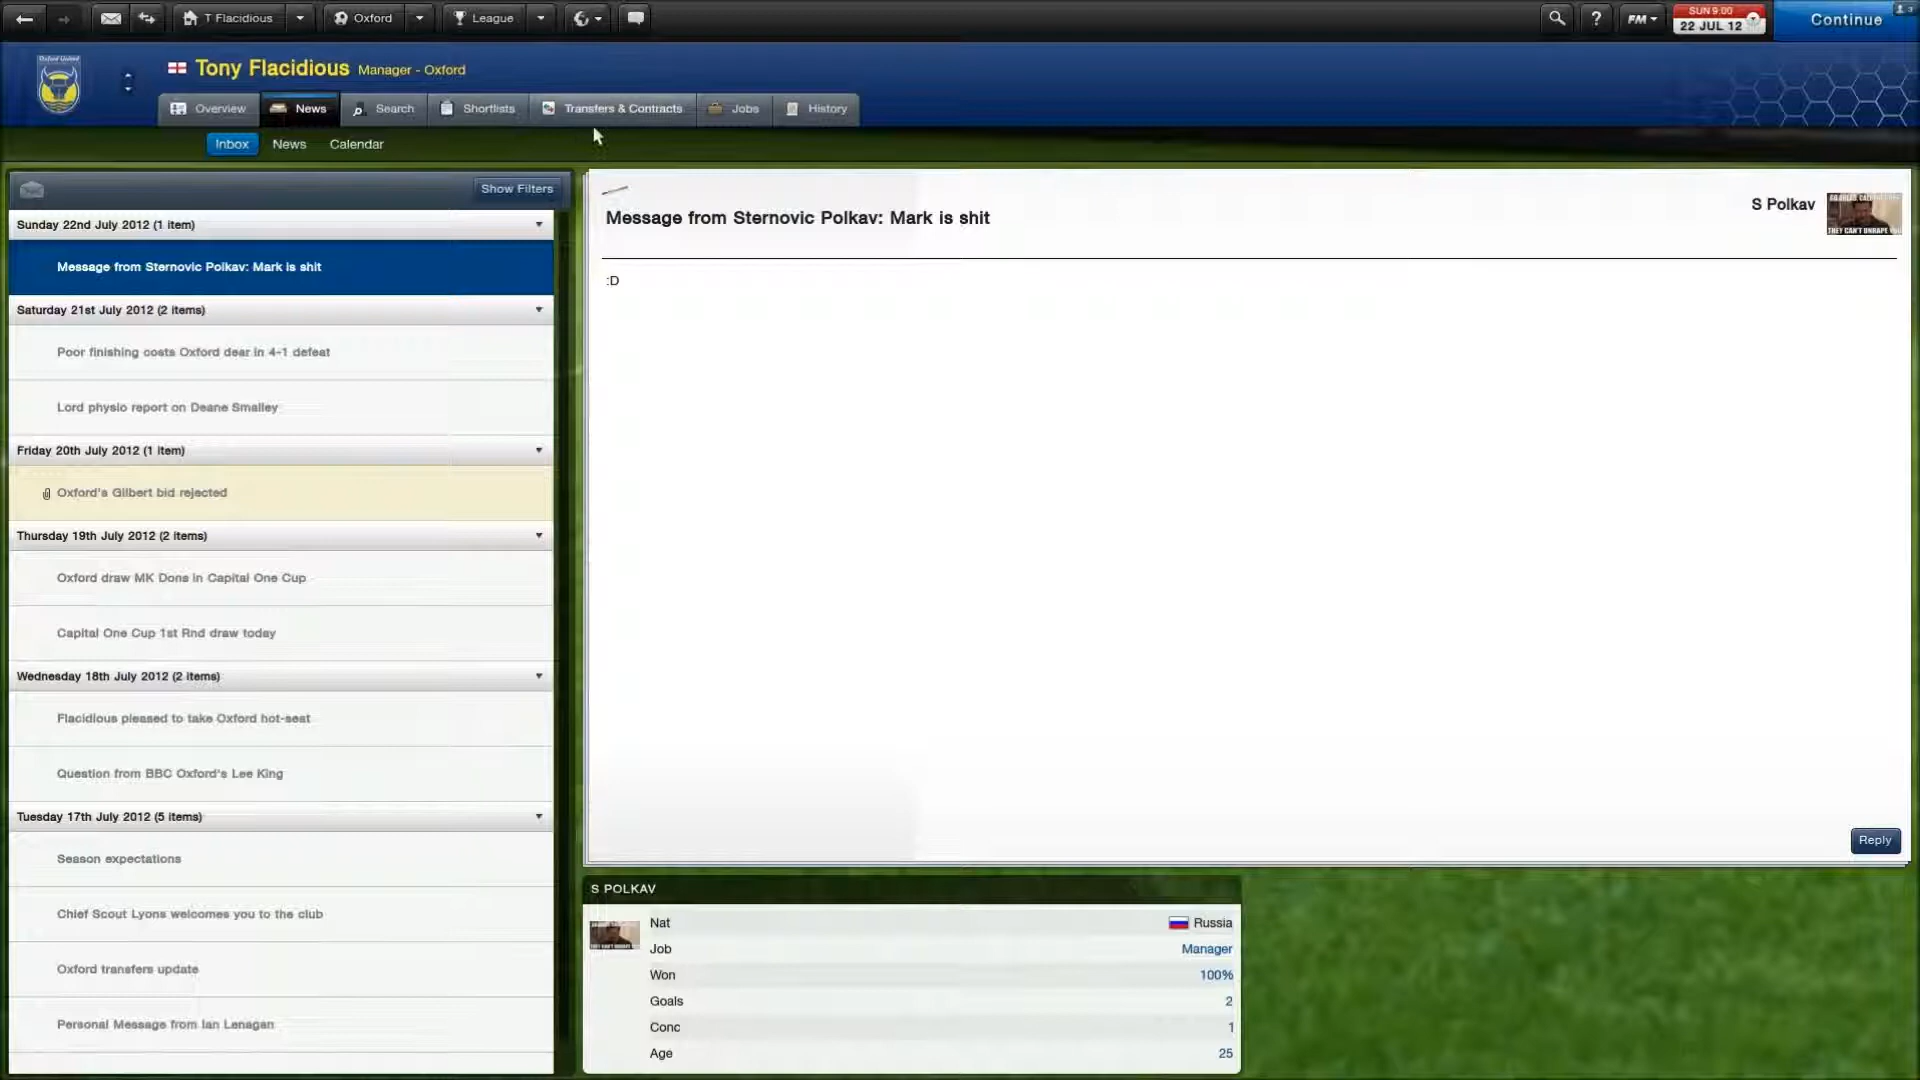 T Flacidious
Oxford
League
FM
SUN 9:00
22 JUL 12
Continue
3
Oxford United
Tony Flacidious Manager - Oxford
Overview
News
Search
Shortlists
Transfers & Contracts
Jobs
History
Inbox
News
Calendar
Show Filters
Sunday 22nd July 2012 (1 item)
Message from Sternovic Polkav: Mark is shit
Saturday 21st July 2012 (2 items)
Poor finishing costs Oxford dear in 4-1 defeat
Lord physio report on Deane Smalley
Friday 20th July 2012 (1 item)
Oxford's Gilbert bid rejected
Thursday 19th July 2012 (2 items)
Oxford draw MK Dons in Capital One Cup
Capital One Cup 1st Rnd draw today
Wednesday 18th July 2012 (2 items)
Flacidious pleased to take Oxford hot-seat
Question from BBC Oxford's Lee King
Tuesday 17th July 2012 (5 items)
Season expectations
Chief Scout Lyons welcomes you to the club
Oxford transfers update
Personal Message from Ian Lenagan
Message from Sternovic Polkav: Mark is shit
S Polkav
THEY CAN'T UNRAPE YOU
:D
Reply
S POLKAV
Nat Russia
Job Manager
Won 100%
Goals 2
Conc 1
Age 25